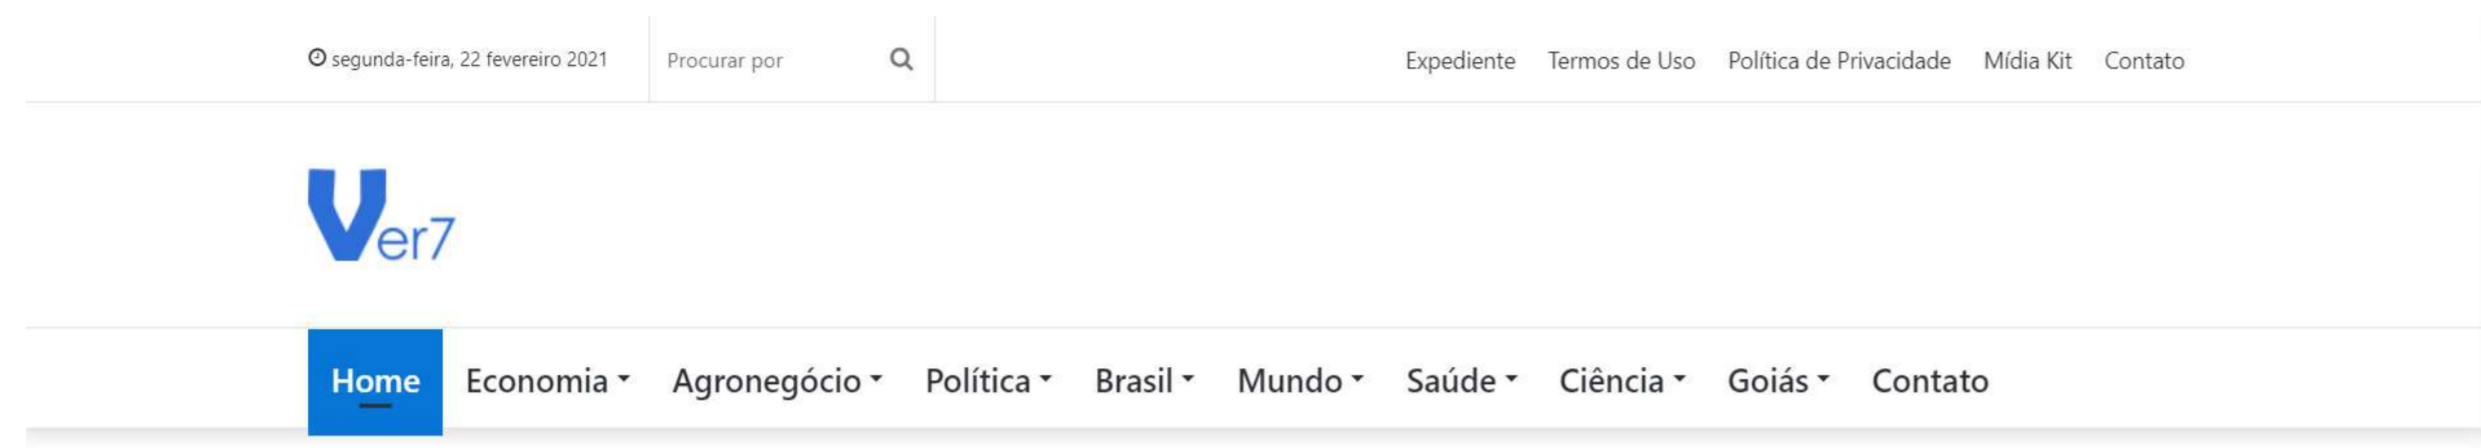 segunda-feira, 22 fevereiro 2021 Procurar por Expediente Termos de Uso Política de Privacidade Mídia Kit Contato
Ver7
Home Economia Agronegócio Política Brasil Mundo Saúde Ciência Goiás Contato